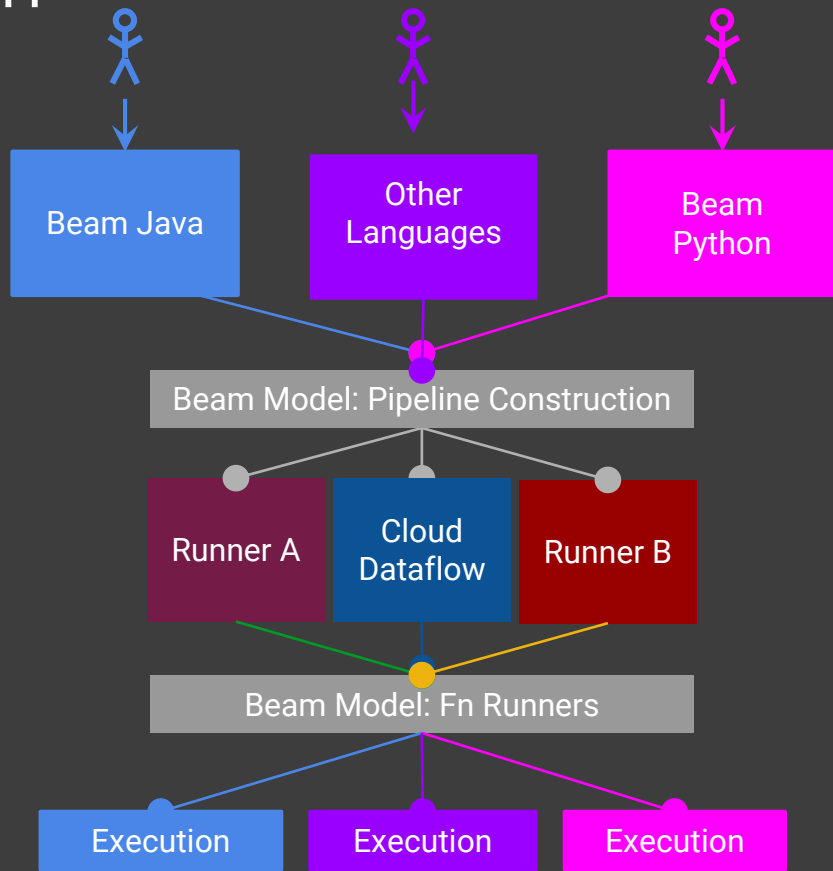 Beam Java
Other
Languages
Beam
Python
Beam Model: Pipeline Construction
Runner A
Cloud
Dataflow
Runner B
Beam Model: Fn Runners
Execution
Execution
Execution